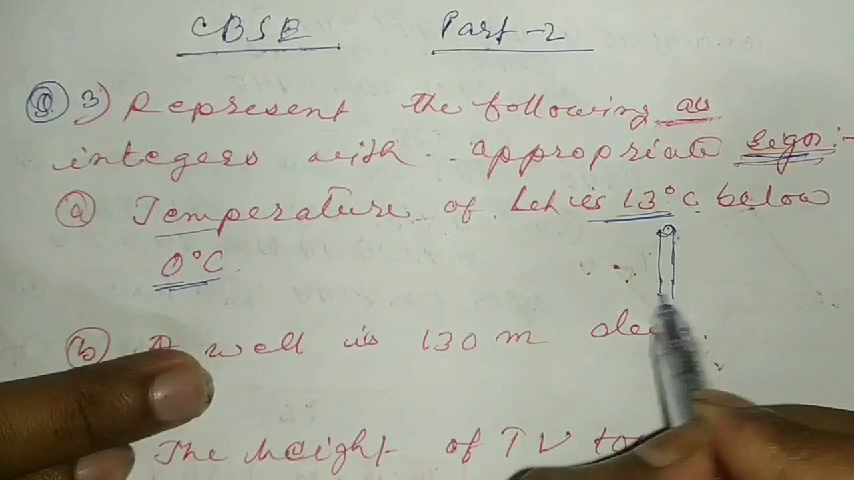 CBSE Part-2
Q 3) Represent the following as
integers with appropriate sign:-
(a) Temperature of Leh is 13°C below
0°C.
(b) A well is 130 m
The height of TV